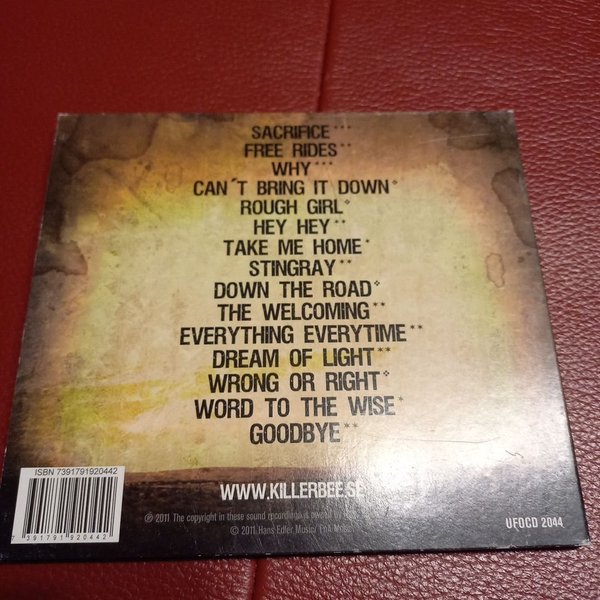 SACRIFICE***
FREE RIDES**
WHY***
CAN´T BRING IT DOWN*
ROUGH GIRL*
HEY HEY**
TAKE ME HOME*
STINGRAY**
DOWN THE ROAD*
THE WELCOMING**
EVERYTHING EVERYTIME**
DREAM OF LIGHT**
WRONG OR RIGHT*
WORD TO THE WISE*
GOODBYE**
WWW.KILLERBEE.SE
ISBN 7391791920442
7 391791 920442
℗ 2011 The copyright in these sound recordings is
© 2011 Hans Edler Music/
UFOCD 2044